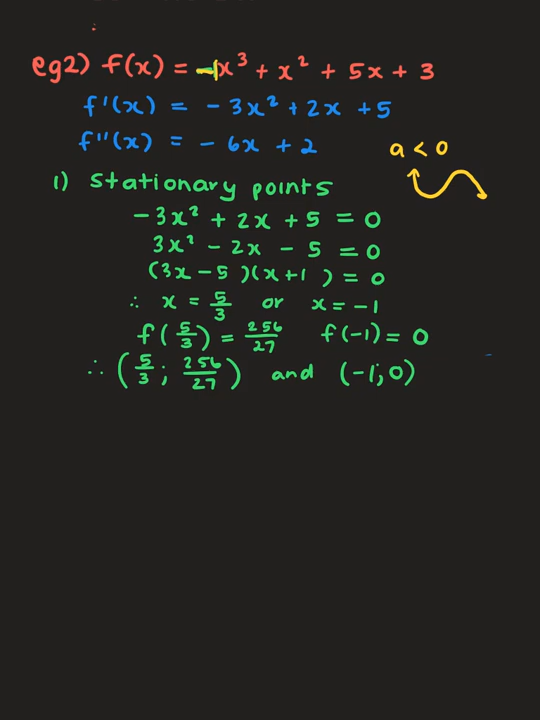 eg2) f(x) = -1x³ + x² + 5x + 3
f'(x) = - 3x² + 2x + 5
f''(x) = - 6x + 2
a < 0
1) stationary points
-3x² + 2x + 5 = 0
3x² - 2x - 5 = 0
(3x - 5)(x + 1) = 0
∴ x = 5/3 or x = -1
f(5/3) = 256/27 f(-1) = 0
∴ (5/3 ; 256/27) and (-1; 0)